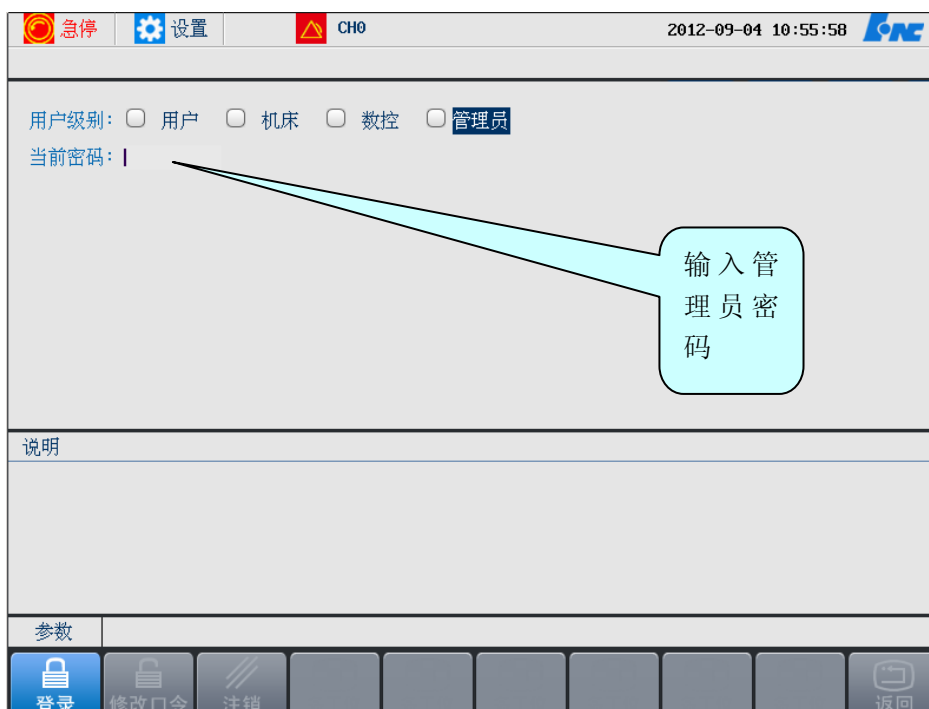 急停 设置 CH0 2012-09-04 10:55:58 HNC
用户级别: 用户 机床 数控 管理员
当前密码:
输入管
理员密
码
说明
参数
登录 修改口令 注销 返回